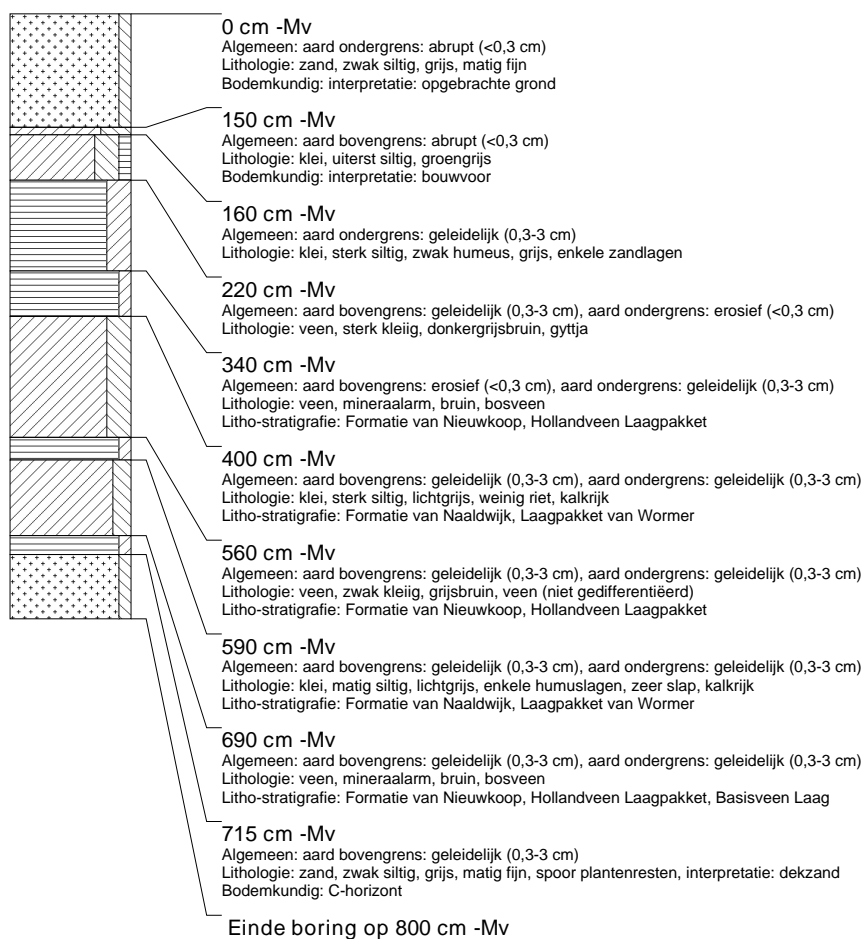 0 cm -Mv
Algemeen: aard ondergrens: abrupt (<0,3 cm)
Lithologie: zand, zwak siltig, grijs, matig fijn
Bodemkundig: interpretatie: opgebrachte grond
150 cm -Mv
Algemeen: aard bovengrens: abrupt (<0,3 cm)
Lithologie: klei, uiterst siltig, groengrijs
Bodemkundig: interpretatie: bouwvoor
160 cm -Mv
Algemeen: aard ondergrens: geleidelijk (0,3-3 cm)
Lithologie: klei, sterk siltig, zwak humeus, grijs, enkele zandlagen
220 cm -Mv
Algemeen: aard bovengrens: geleidelijk (0,3-3 cm), aard ondergrens: erosief (<0,3 cm)
Lithologie: veen, sterk kleiig, donkergrijsbruin, gyttja
340 cm -Mv
Algemeen: aard bovengrens: erosief (<0,3 cm), aard ondergrens: geleidelijk (0,3-3 cm)
Lithologie: veen, mineraalarm, bruin, bosveen
Litho-stratigrafie: Formatie van Nieuwkoop, Hollandveen Laagpakket
400 cm -Mv
Algemeen: aard bovengrens: geleidelijk (0,3-3 cm), aard ondergrens: geleidelijk (0,3-3 cm)
Lithologie: klei, sterk siltig, lichtgrijs, weinig riet, kalkrijk
Litho-stratigrafie: Formatie van Naaldwijk, Laagpakket van Wormer
560 cm -Mv
Algemeen: aard bovengrens: geleidelijk (0,3-3 cm), aard ondergrens: geleidelijk (0,3-3 cm)
Lithologie: veen, zwak kleiig, grijsbruin, veen (niet gedifferentiëerd)
Litho-stratigrafie: Formatie van Nieuwkoop, Hollandveen Laagpakket
590 cm -Mv
Algemeen: aard bovengrens: geleidelijk (0,3-3 cm), aard ondergrens: geleidelijk (0,3-3 cm)
Lithologie: klei, matig siltig, lichtgrijs, enkele humuslagen, zeer slap, kalkrijk
Litho-stratigrafie: Formatie van Naaldwijk, Laagpakket van Wormer
690 cm -Mv
Algemeen: aard bovengrens: geleidelijk (0,3-3 cm), aard ondergrens: geleidelijk (0,3-3 cm)
Lithologie: veen, mineraalarm, bruin, bosveen
Litho-stratigrafie: Formatie van Nieuwkoop, Hollandveen Laagpakket, Basisveen Laag
715 cm -Mv
Algemeen: aard bovengrens: geleidelijk (0,3-3 cm)
Lithologie: zand, zwak siltig, grijs, matig fijn, spoor plantenresten, interpretatie: dekzand
Bodemkundig: C-horizont
Einde boring op 800 cm -Mv